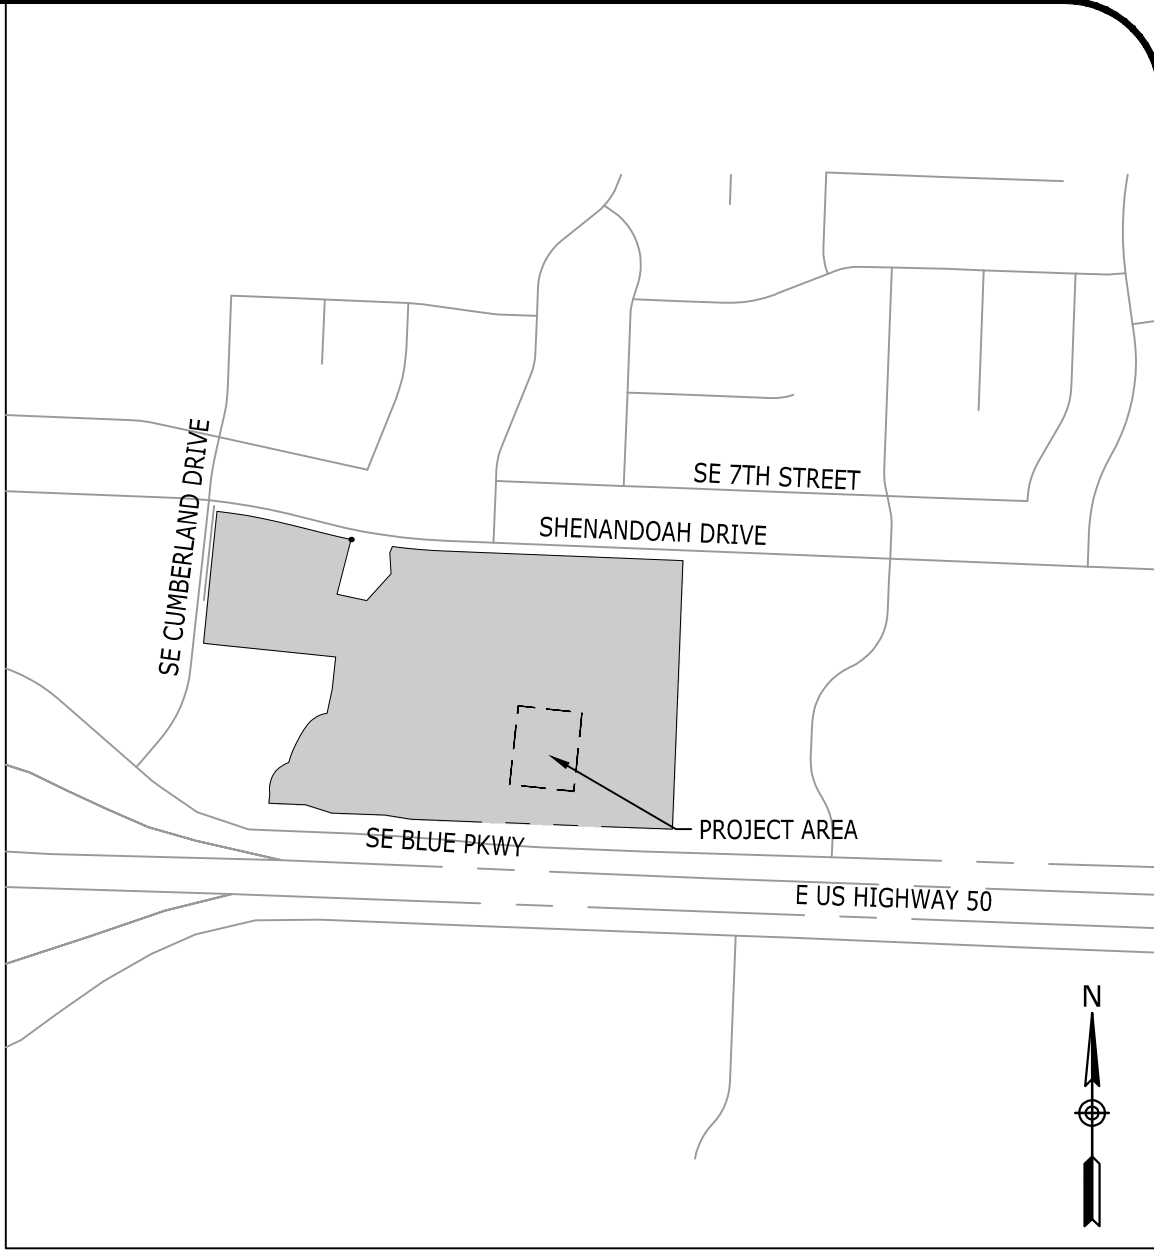 SE CUMBERLAND DRIVE
SE 7TH STREET
SHENANDOAH DRIVE
PROJECT AREA
SE BLUE PKWY
E US HIGHWAY 50
N